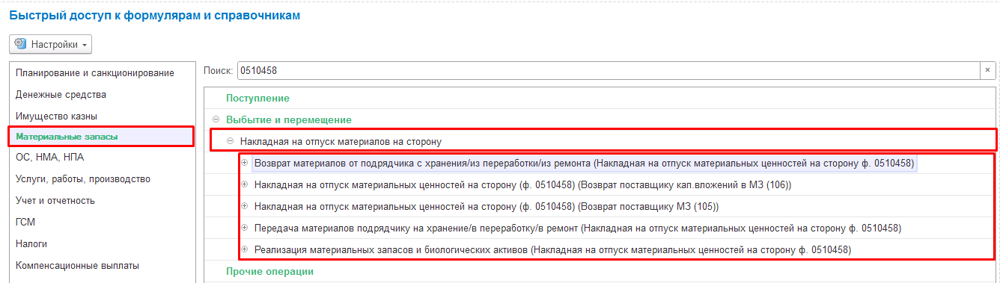 Быстрый доступ к формулярам и справочникам
Настройки
Планирование и санкционирование
Денежные средства
Имущество казны
Материальные запасы
ОС, НМА, НПА
Услуги, работы, производство
Учет и отчетность
ГСМ
Налоги
Компенсационные выплаты
Поиск: 0510458 ×
Поступление
Выбытие и перемещение
Накладная на отпуск материалов на сторону
Возврат материалов от подрядчика с хранения/из переработки/из ремонта (Накладная на отпуск материальных ценностей на сторону ф. 0510458)
Накладная на отпуск материальных ценностей на сторону (ф. 0510458) (Возврат поставщику кап.вложений в МЗ (106))
Накладная на отпуск материальных ценностей на сторону (ф. 0510458) (Возврат поставщику МЗ (105))
Передача материалов подрядчику на хранение/в переработку/в ремонт (Накладная на отпуск материальных ценностей на сторону ф. 0510458)
Реализация материальных запасов и биологических активов (Накладная на отпуск материальных ценностей на сторону ф. 0510458)
Прочие операции